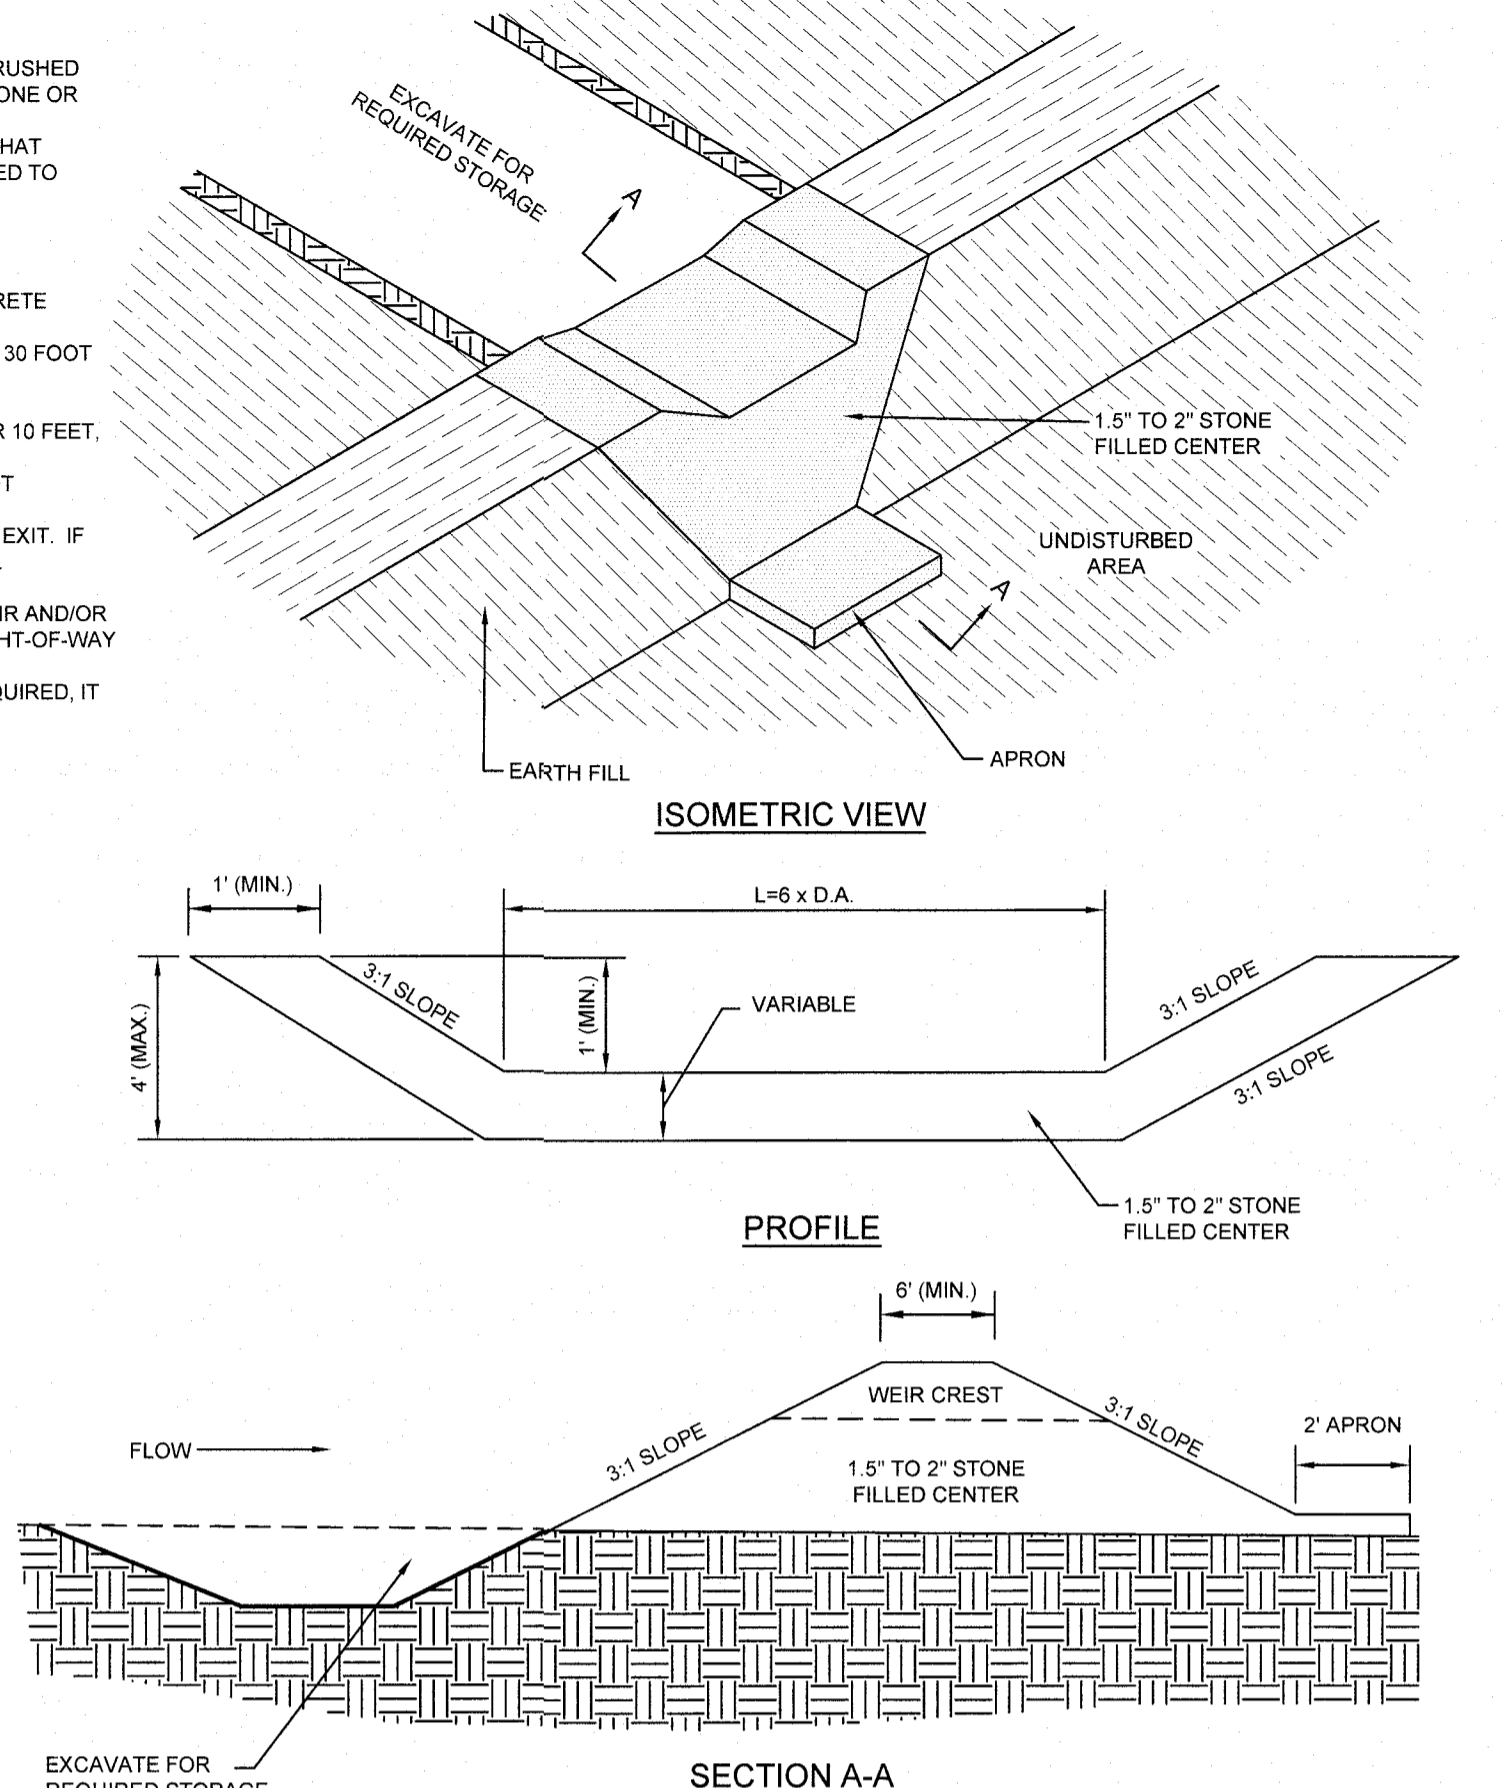 RUSHED
ONE OR
HAT
ED TO
RETE
30 FOOT
R 10 FEET,
T
EXIT. IF
IR AND/OR
HT-OF-WAY
QUIRED, IT
EXCAVATE FOR
REQUIRED STORAGE
A
1.5" TO 2" STONE
FILLED CENTER
UNDISTURBED
AREA
A
APRON
EARTH FILL
ISOMETRIC VIEW
1' (MIN.)
L=6 x D.A.
3:1 SLOPE
4' (MAX.)
1' (MIN.)
VARIABLE
3:1 SLOPE
3:1 SLOPE
1.5" TO 2" STONE
FILLED CENTER
PROFILE
6' (MIN.)
WEIR CREST
3:1 SLOPE
3:1 SLOPE
2' APRON
FLOW
1.5" TO 2" STONE
FILLED CENTER
EXCAVATE FOR
REQUIRED STORAGE
SECTION A-A